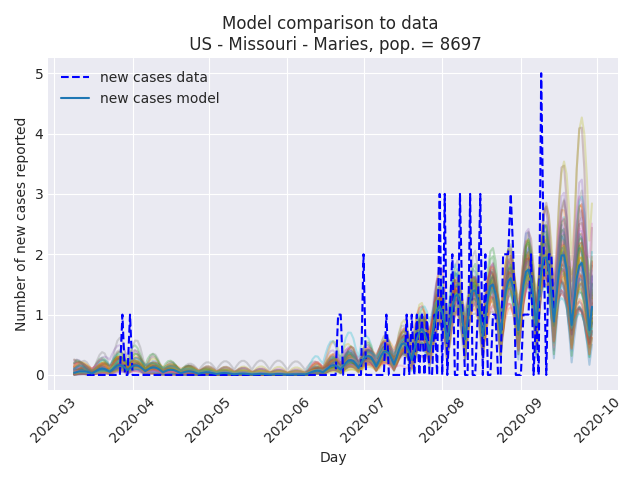 Model comparison to data
US - Missouri - Maries, pop. = 8697
new cases data
new cases model
Number of new cases reported
5
4
3
2
1
0
2020-03
2020-04
2020-05
2020-06
2020-07
2020-08
2020-09
2020-10
Day